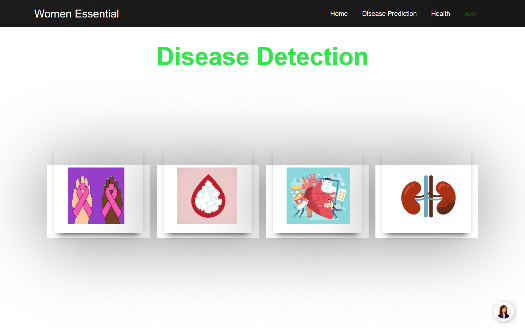 Women Essential
Home Disease Prediction Health
Disease Detection